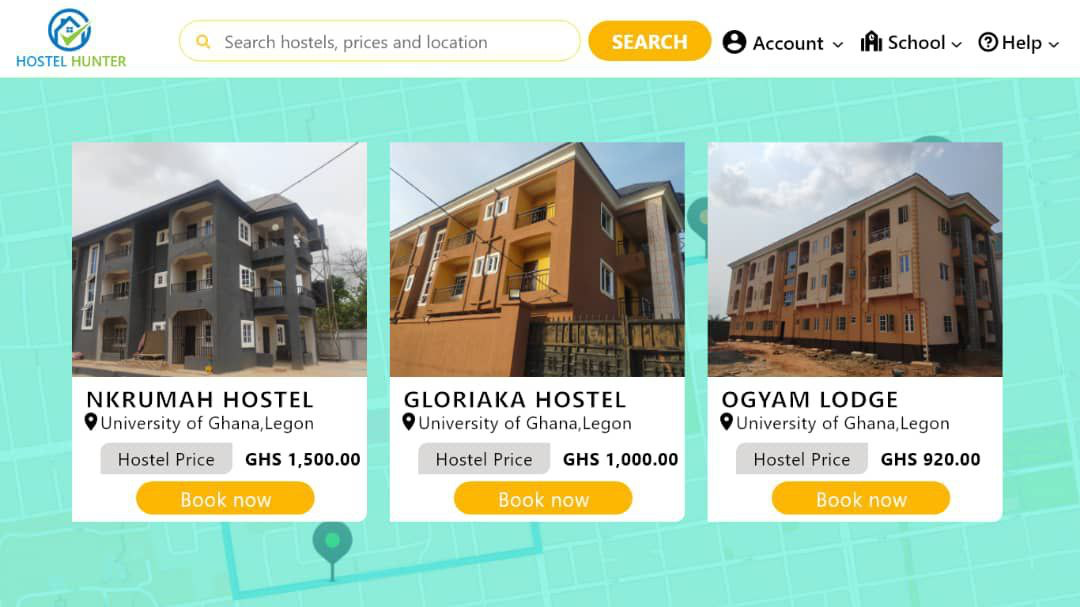 HOSTEL HUNTER
Search hostels, prices and location
SEARCH
Account
School
Help
NKRUMAH HOSTEL
University of Ghana,Legon
Hostel Price GHS 1,500.00
Book now
GLORIAKA HOSTEL
University of Ghana,Legon
Hostel Price GHS 1,000.00
Book now
OGYAM LODGE
University of Ghana,Legon
Hostel Price GHS 920.00
Book now